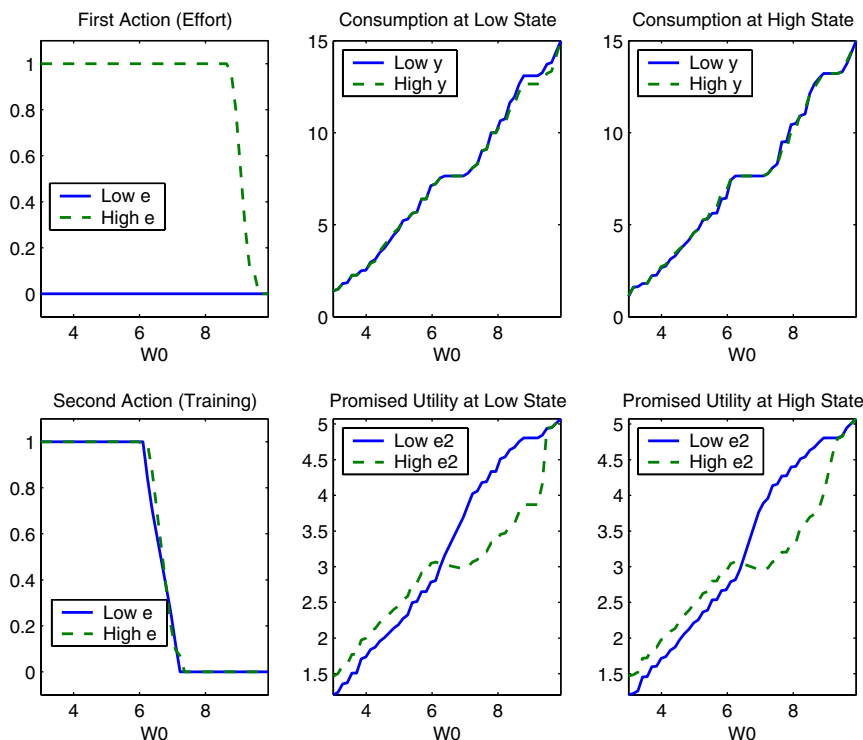 First Action (Effort)
1
0.8
0.6
0.4
0.2
0
Low e
High e
4 6 8
W0
Consumption at Low State
15
10
5
0
Low y
High y
4 6 8
W0
Consumption at High State
15
10
5
0
Low y
High y
4 6 8
W0
Second Action (Training)
1
0.8
0.6
0.4
0.2
0
Low e
High e
4 6 8
W0
Promised Utility at Low State
5
4.5
4
3.5
3
2.5
2
1.5
Low e2
High e2
4 6 8
W0
Promised Utility at High State
5
4.5
4
3.5
3
2.5
2
1.5
Low e2
High e2
4 6 8
W0